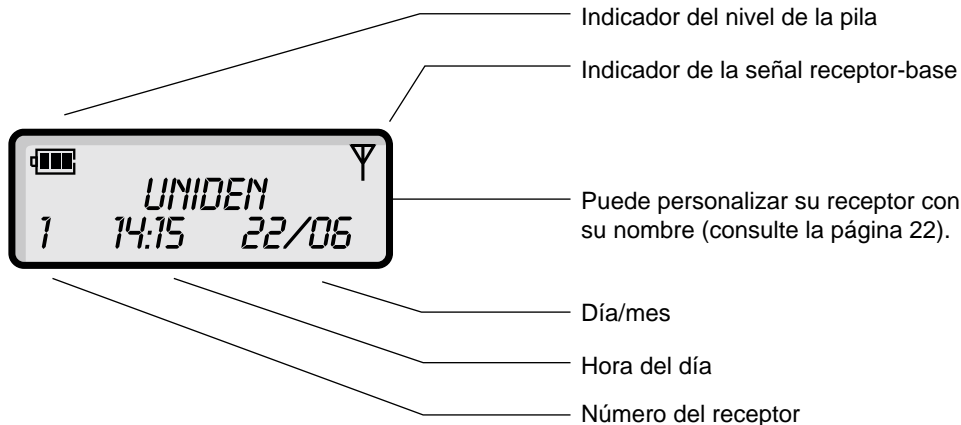 Indicador del nivel de la pila
Indicador de la señal receptor-base
UNIDEN
1 14:15 22/06
Puede personalizar su receptor con
su nombre (consulte la página 22).
Día/mes
Hora del día
Número del receptor